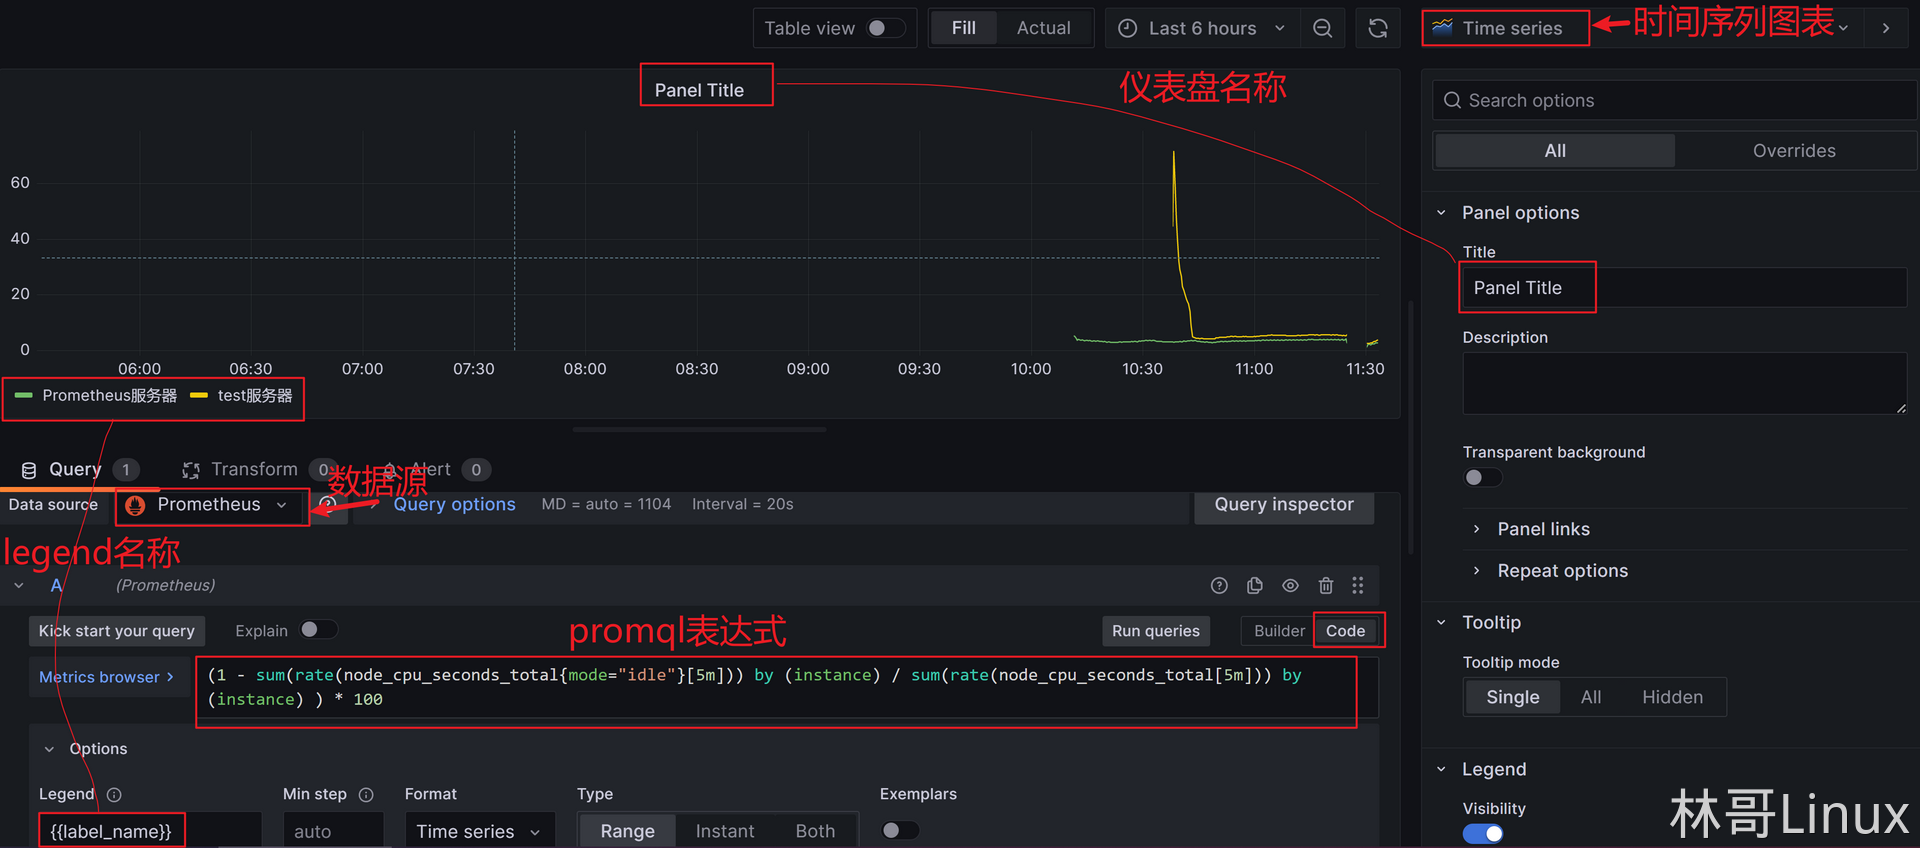 Table view
Fill
Actual
Last 6 hours
Time series
时间序列图表
Panel Title
仪表盘名称
Search options
All
Overrides
60
40
20
0
06:00
06:30
07:00
07:30
08:00
08:30
09:00
09:30
10:00
10:30
11:00
11:30
Prometheus服务器
test服务器
Panel options
Title
Panel Title
Description
Transparent background
Panel links
Repeat options
Tooltip
Tooltip mode
Single
All
Hidden
Legend
Visibility
Query
1
Transform
0
Alert
0
数据源
Data source
Prometheus
Query options
MD = auto = 1104
Interval = 20s
Query inspector
legend名称
A
(Prometheus)
promql表达式
Kick start your query
Explain
Run queries
Builder
Code
Metrics browser
(1 - sum(rate(node_cpu_seconds_total{mode="idle"}[5m])) by (instance) / sum(rate(node_cpu_seconds_total[5m])) by
(instance) ) * 100
Options
Legend
Min step
Format
Type
Exemplars
{{label_name}}
auto
Time series
Range
Instant
Both
林哥Linux